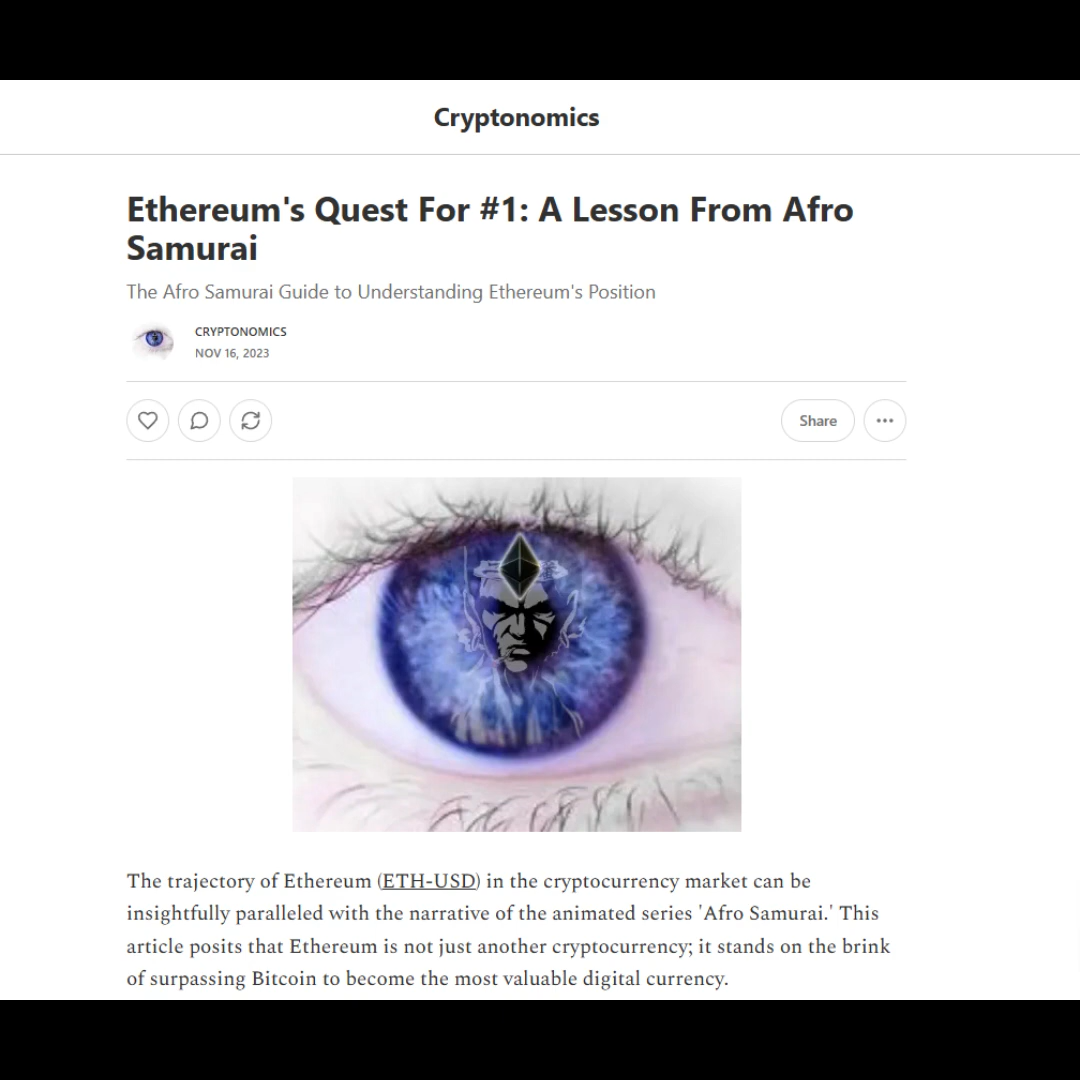 Cryptonomics
Ethereum's Quest For #1: A Lesson From Afro
Samurai
The Afro Samurai Guide to Understanding Ethereum's Position
CRYPTONOMICS
NOV 16, 2023
Share
The trajectory of Ethereum (ETH-USD) in the cryptocurrency market can be
insightfully paralleled with the narrative of the animated series 'Afro Samurai.' This
article posits that Ethereum is not just another cryptocurrency; it stands on the brink
of surpassing Bitcoin to become the most valuable digital currency.